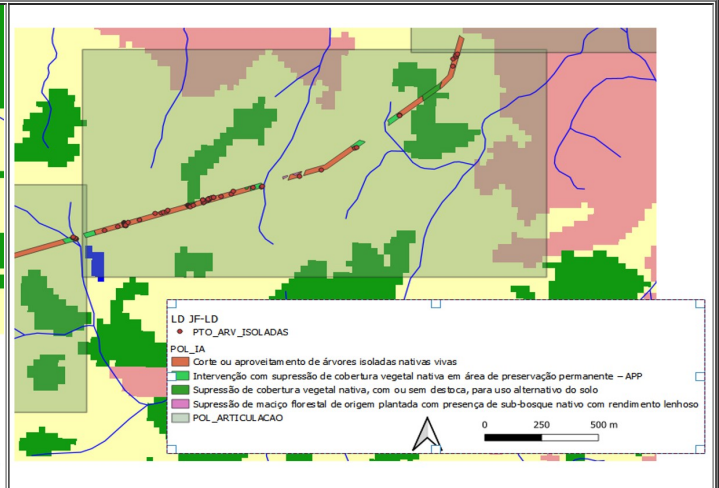 LD JF-LD
PTO_ARV_ISOLADAS
POL_IA
Corte ou aproveitamento de árvores isoladas nativas vivas
Intervenção com supressão de cobertura vegetal nativa em área de preservação permanente – APP
Supressão de cobertura vegetal nativa, com ou sem destoca, para uso alternativo do solo
Supressão de maciço florestal de origem plantada com presença de sub-bosque nativo com rendimento lenhoso
POL_ARTICULACAO
0 250 500 m